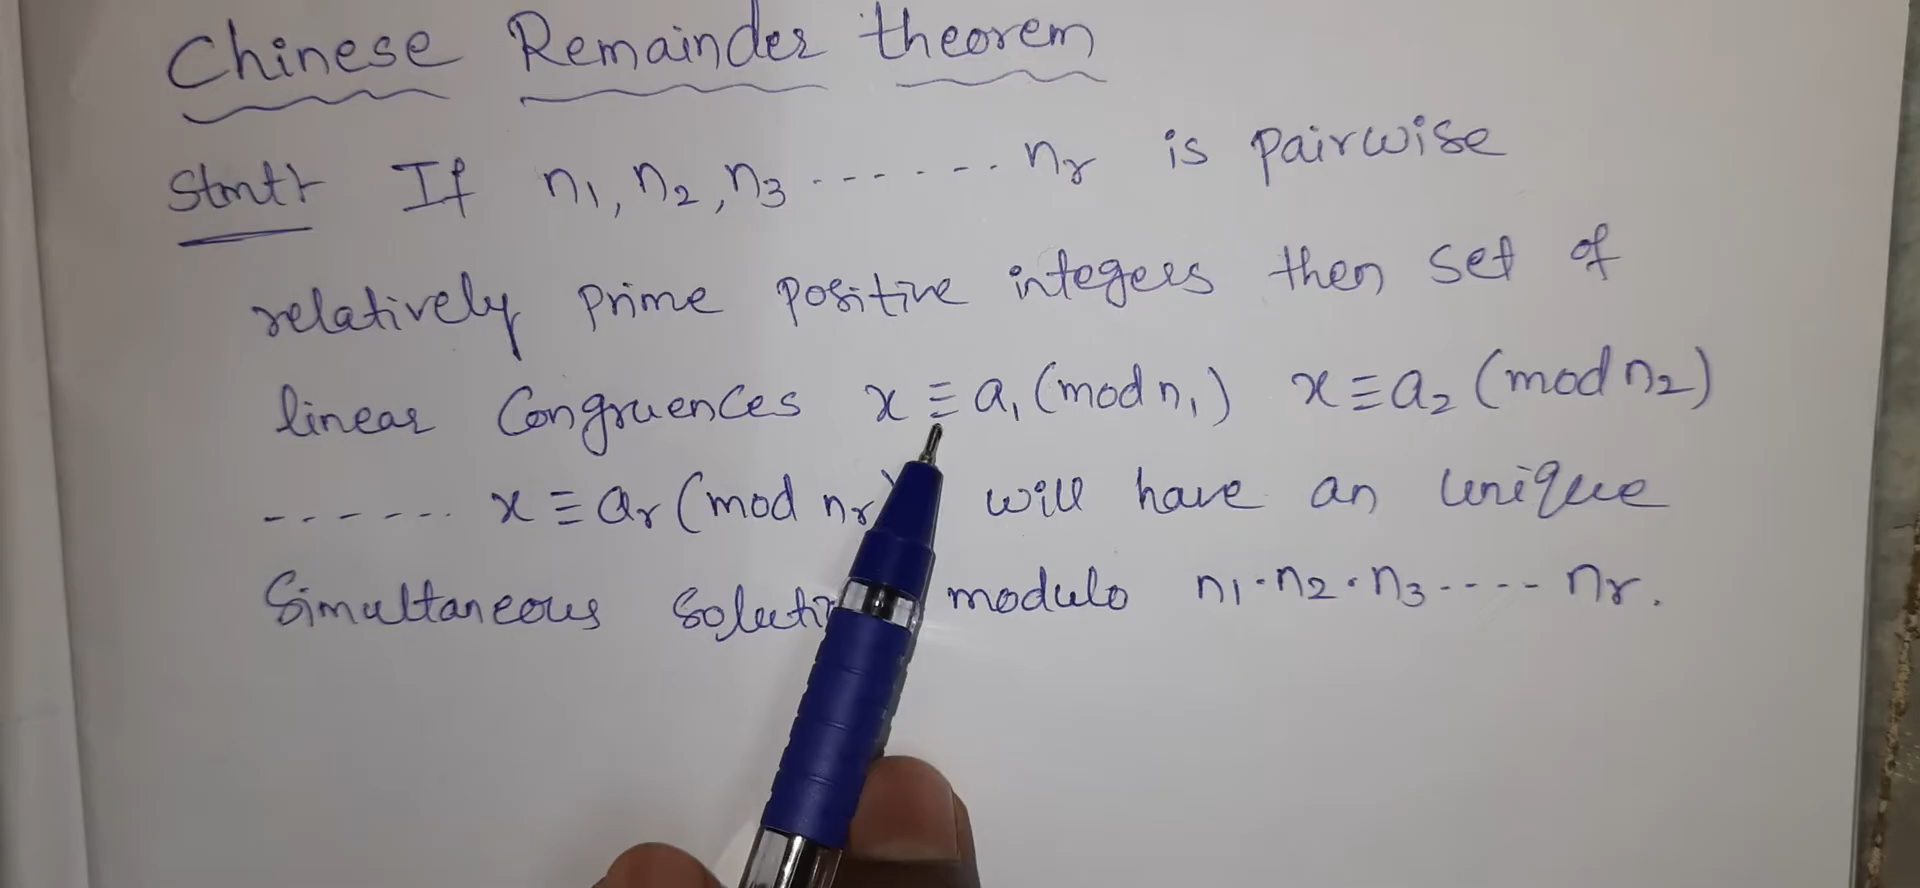 Chinese Remainder theorem
Stmt:- If n1, n2, n3 ------- nr is pairwise
relatively prime positive integers then set of
linear Congruences x ≡ a1 (mod n1) x ≡ a2 (mod n2)
------ x ≡ ar (mod nr) will have an unique
Simultaneous modulo n1·n2·n3---- nr.